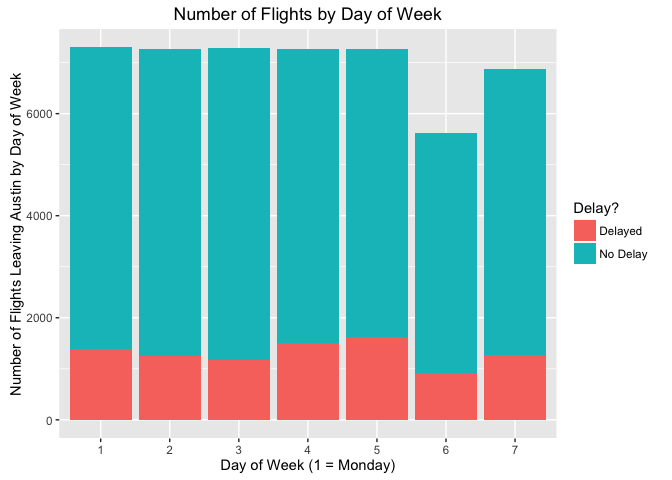 Number of Flights by Day of Week
Number of Flights Leaving Austin by Day of Week
6000
4000
2000
0
1 2 3 4 5 6 7
Day of Week (1 = Monday)
Delay?
Delayed
No Delay